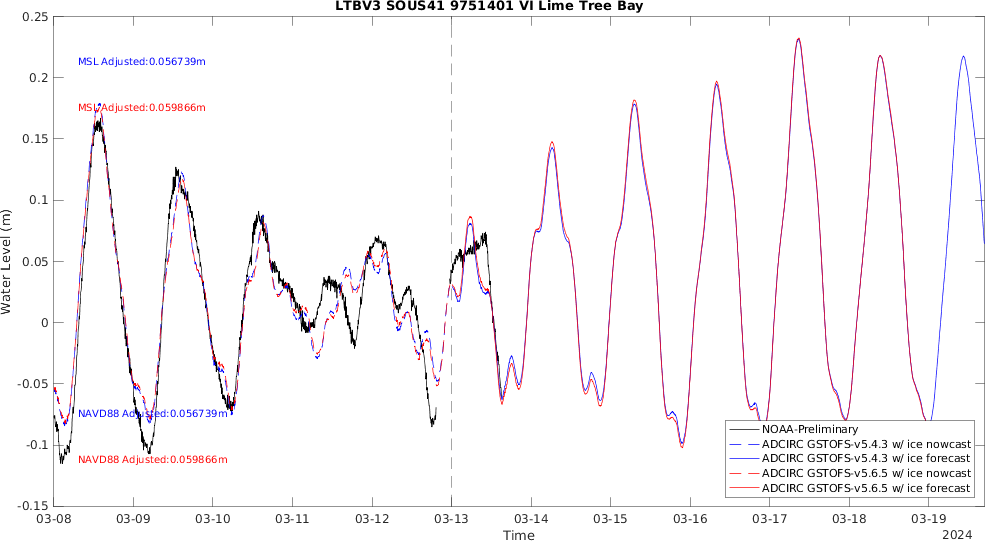 LTBV3 SOUS41 9751401 VI Lime Tree Bay
Water Level (m)
0.25
0.2
0.15
0.1
0.05
0
-0.05
-0.1
-0.15
MSL Adjusted:0.056739m
MSL Adjusted:0.059866m
NAVD88 Adjusted:0.056739m
NAVD88 Adjusted:0.059866m
NOAA-Preliminary
ADCIRC GSTOFS-v5.4.3 w/ ice nowcast
ADCIRC GSTOFS-v5.4.3 w/ ice forecast
ADCIRC GSTOFS-v5.6.5 w/ ice nowcast
ADCIRC GSTOFS-v5.6.5 w/ ice forecast
03-08 03-09 03-10 03-11 03-12 03-13 03-14 03-15 03-16 03-17 03-18 03-19
Time
2024